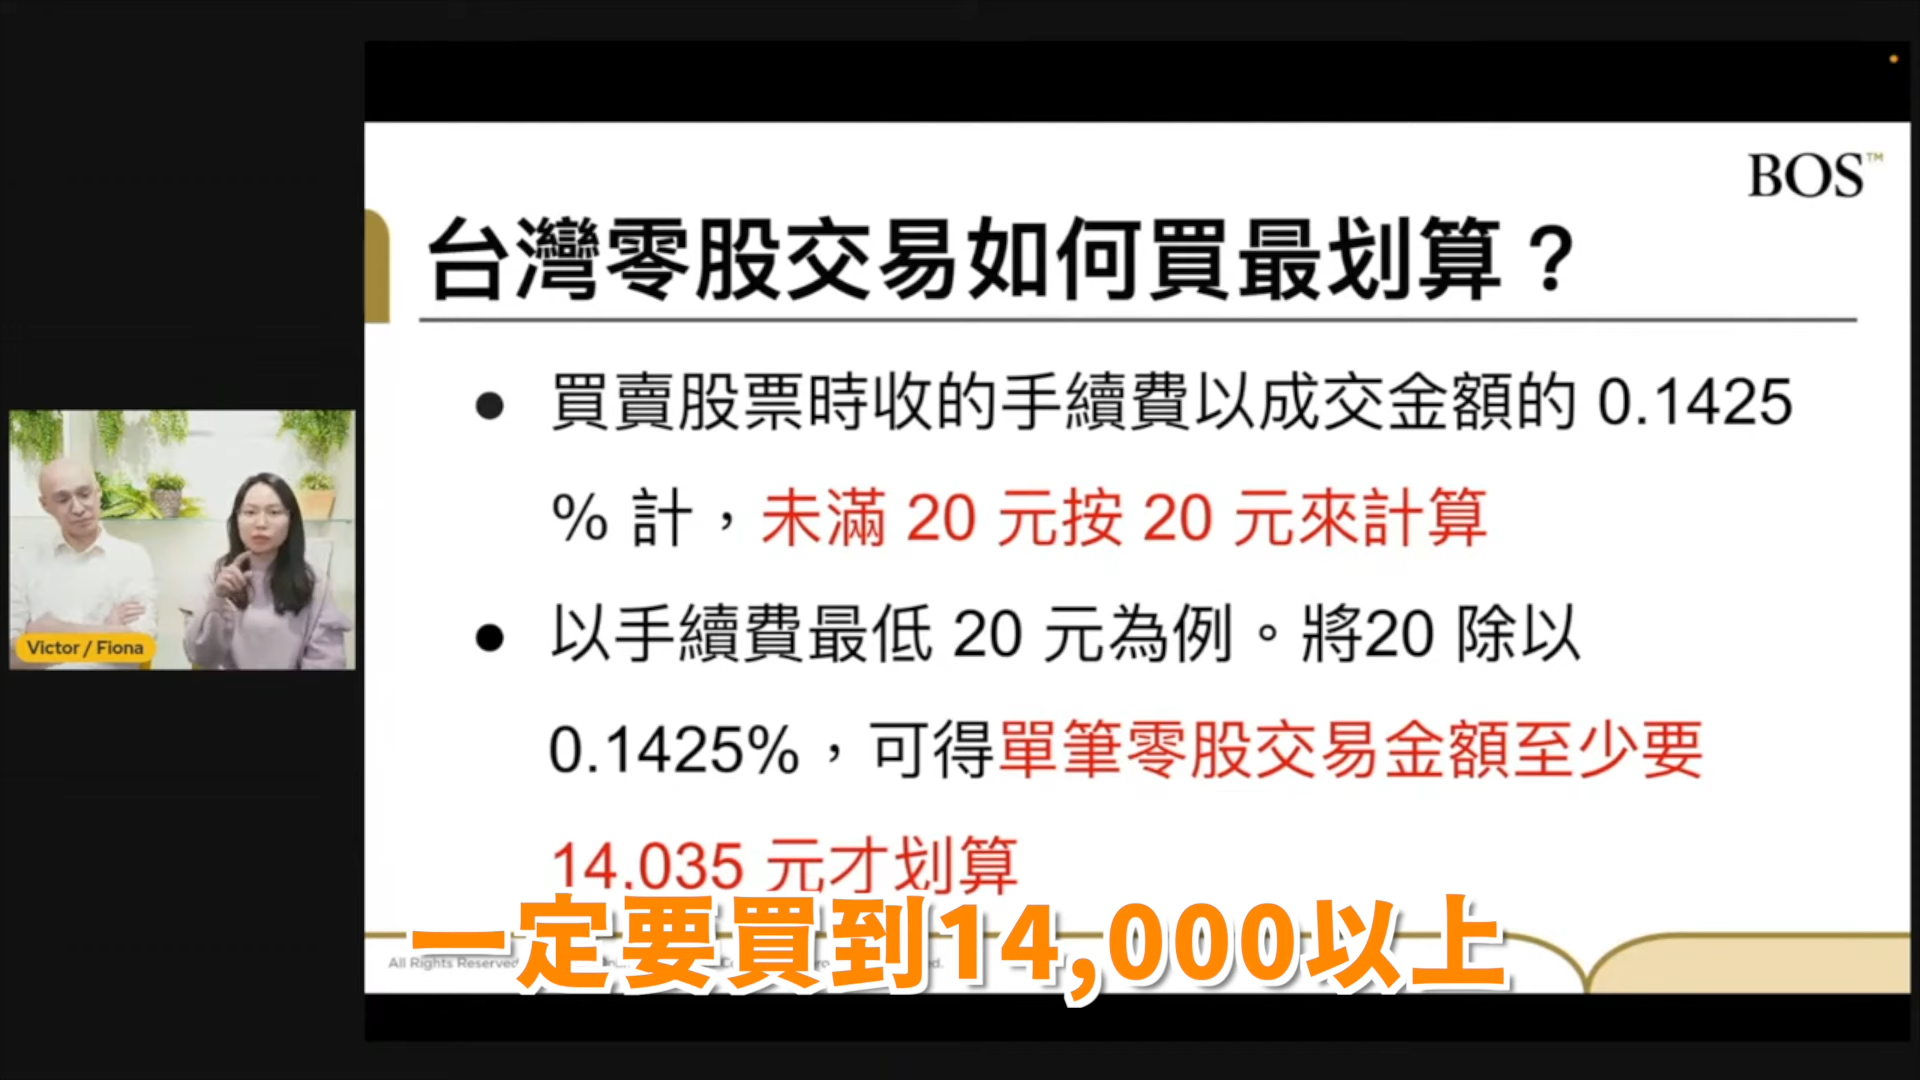 BOS™
台灣零股交易如何買最划算？
● 買賣股票時收的手續費以成交金額的 0.1425
% 計，未滿 20 元按 20 元來計算
● 以手續費最低 20 元為例。將20 除以
0.1425%，可得單筆零股交易金額至少要
14,035 元才划算
一定要買到14,000以上
All Rights Reserved
Victor / Fiona